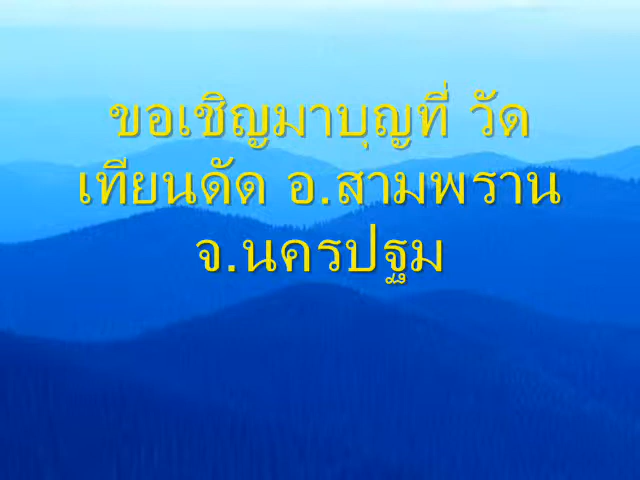 ขอเชิญมาบุญที่ วัด
เทียนดัด อ.สามพราน
จ.นครปฐม